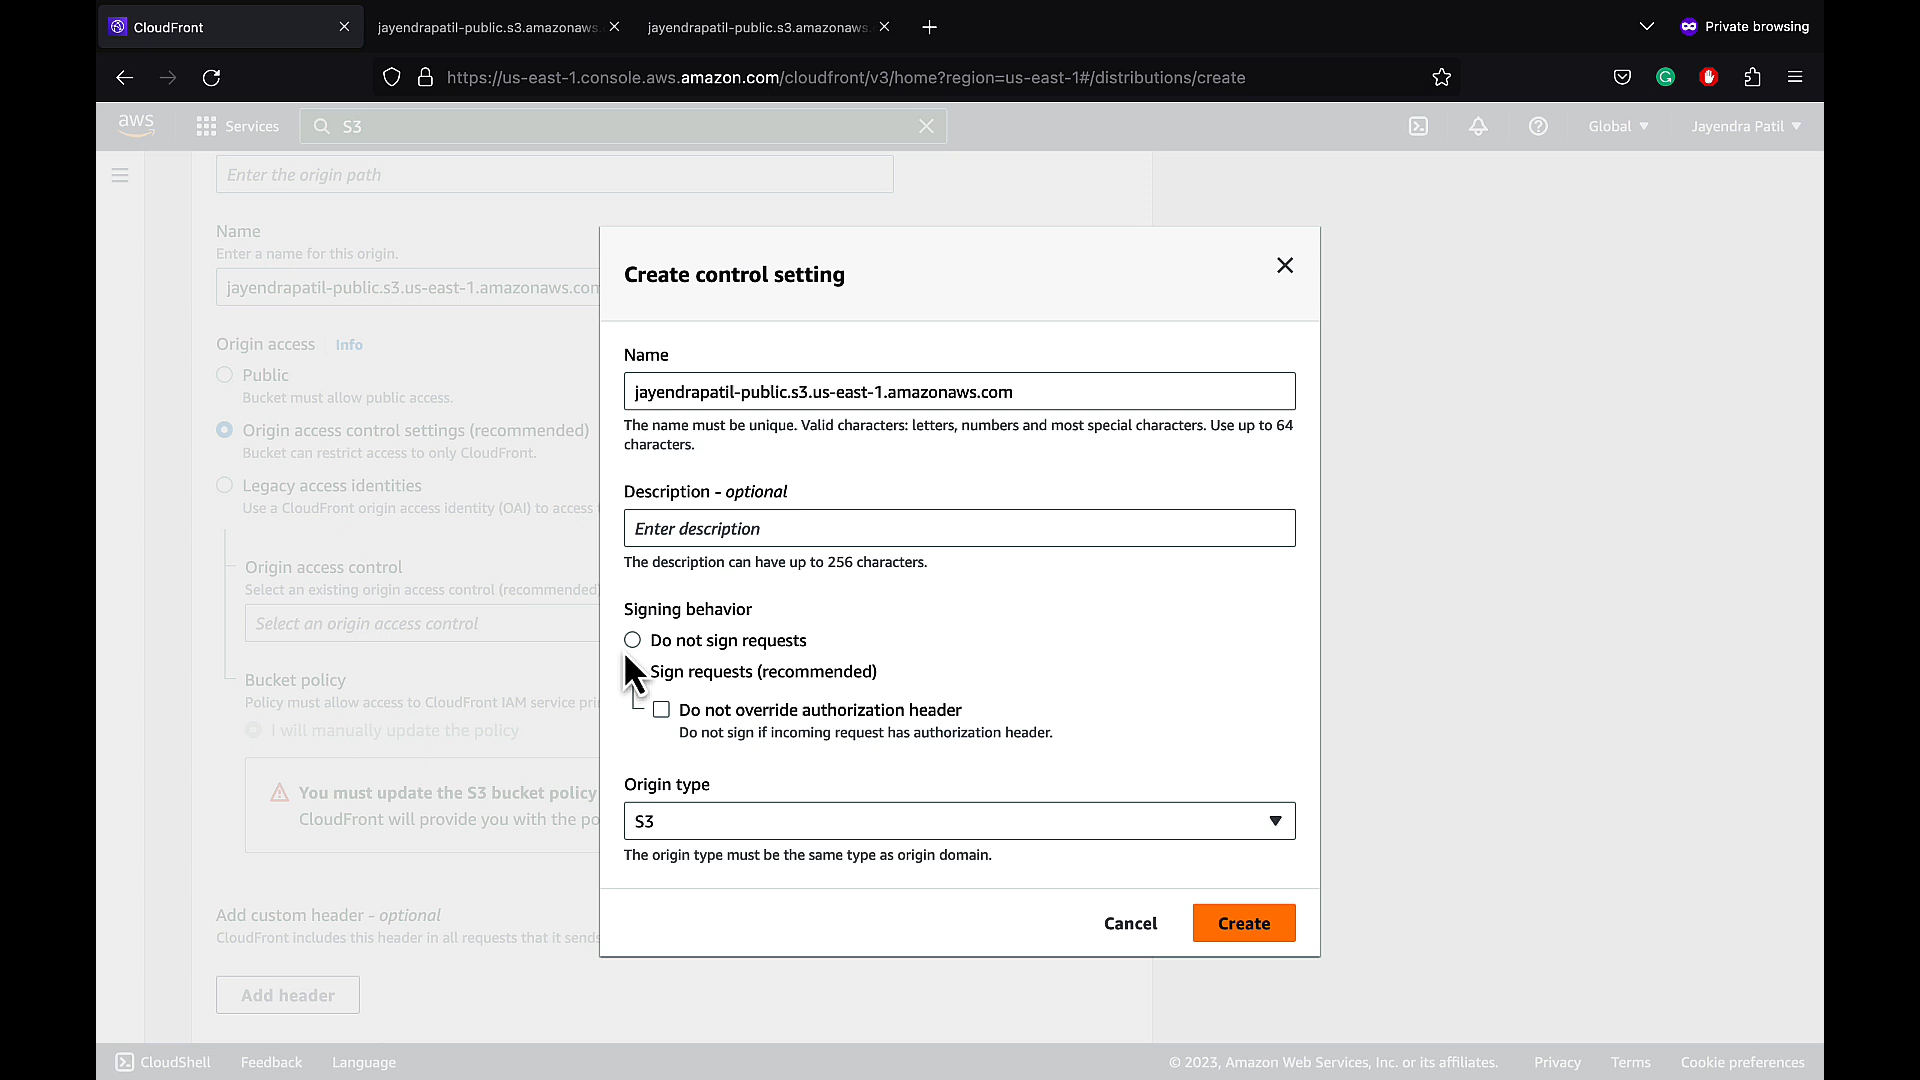 CloudFront
jayendrapatil-public.s3.amazonaws.
jayendrapatil-public.s3.amazonaws.
Private browsing
https://us-east-1.console.aws.amazon.com/cloudfront/v3/home?region=us-east-1#/distributions/create
aws
Services
S3
Global
Jayendra Patil
Enter the origin path
Name
Enter a name for this origin.
jayendrapatil-public.s3.us-east-1.amazonaws.com
Origin access
Info
Public
Bucket must allow public access.
Origin access control settings (recommended)
Bucket can restrict access to only CloudFront.
Legacy access identities
Use a CloudFront origin access identity (OAI) to access
Origin access control
Select an existing origin access control (recommended)
Select an origin access control
Bucket policy
Policy must allow access to CloudFront IAM service pri
I will manually update the policy
You must update the S3 bucket policy
CloudFront will provide you with the po
Add custom header - optional
CloudFront includes this header in all requests that it sends
Add header
Create control setting
Name
jayendrapatil-public.s3.us-east-1.amazonaws.com
The name must be unique. Valid characters: letters, numbers and most special characters. Use up to 64
characters.
Description - optional
Enter description
The description can have up to 256 characters.
Signing behavior
Do not sign requests
Sign requests (recommended)
Do not override authorization header
Do not sign if incoming request has authorization header.
Origin type
S3
The origin type must be the same type as origin domain.
Cancel
Create
CloudShell
Feedback
Language
© 2023, Amazon Web Services, Inc. or its affiliates.
Privacy
Terms
Cookie preferences